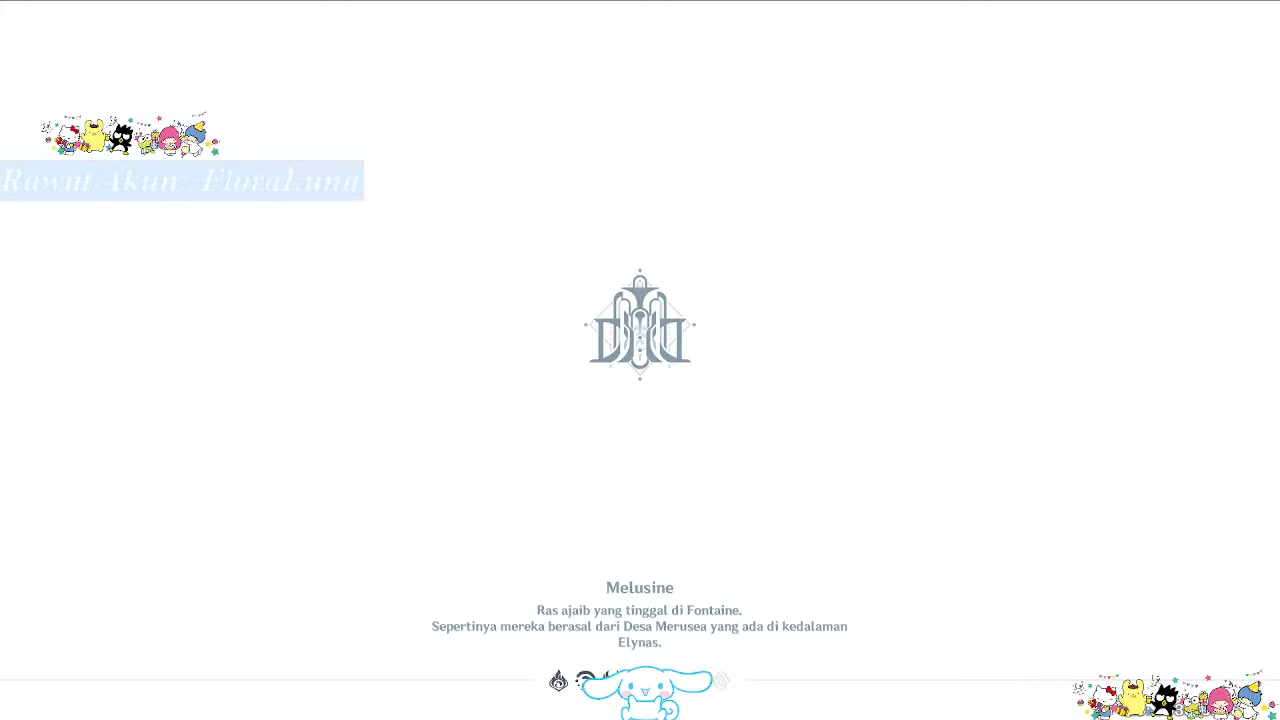 Rawat Akun: FloraLuna
Melusine
Ras ajaib yang tinggal di Fontaine.
Sepertinya mereka berasal dari Desa Merusea yang ada di kedalaman
Elynas.